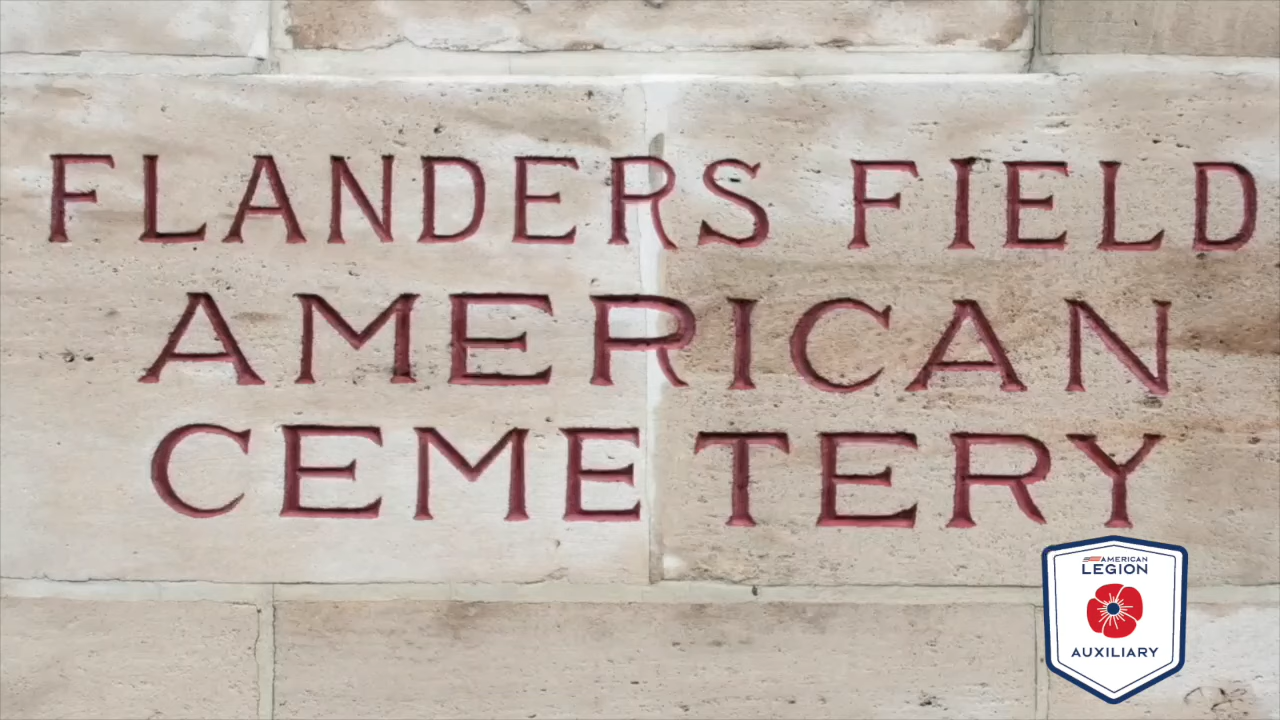 FLANDERS FIELD
AMERICAN
CEMETERY
AMERICAN
LEGION
AUXILIARY